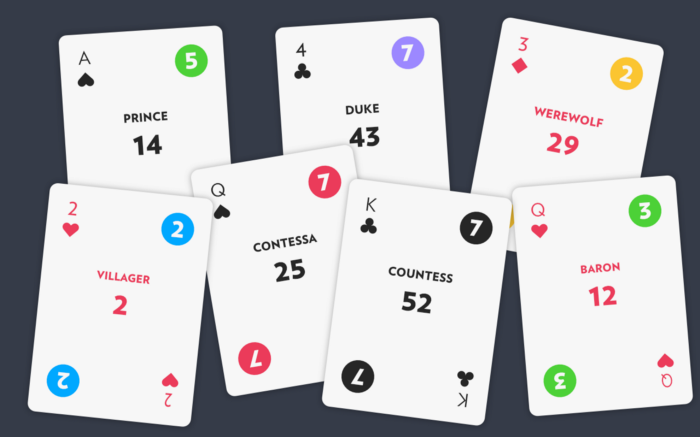 A
5
PRINCE
14
4
7
DUKE
43
3
2
WEREWOLF
29
2
2
VILLAGER
2
2
2
Q
7
CONTESSA
25
7
K
7
COUNTESS
52
7
K
Q
3
BARON
12
3
Q